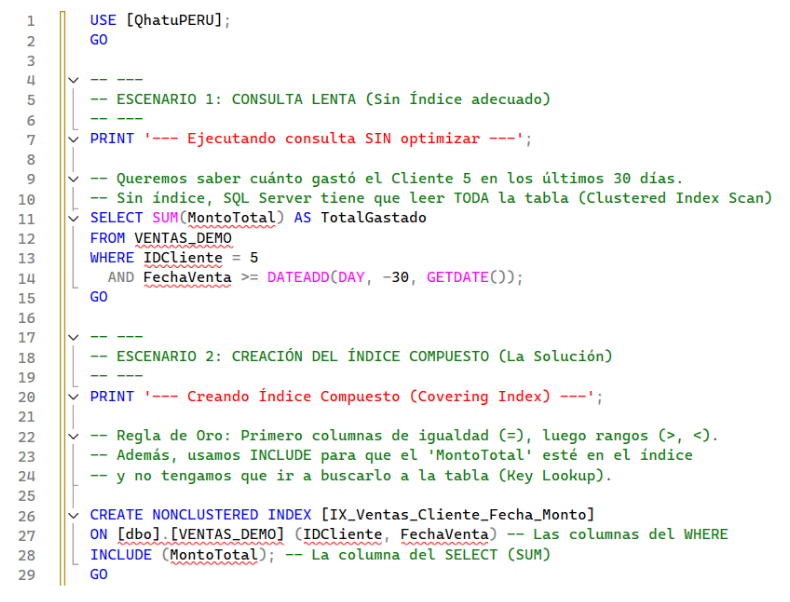 1 USE [QhatuPERU];
2 GO
3
4 -- ---
5 -- ESCENARIO 1: CONSULTA LENTA (Sin Índice adecuado)
6 -- ---
7 PRINT '--- Ejecutando consulta SIN optimizar ---';
8
9 -- Queremos saber cuánto gastó el Cliente 5 en los últimos 30 días.
10 -- Sin índice, SQL Server tiene que leer TODA la tabla (Clustered Index Scan)
11 SELECT SUM(MontoTotal) AS TotalGastado
12 FROM VENTAS_DEMO
13 WHERE IDCliente = 5
14   AND FechaVenta >= DATEADD(DAY, -30, GETDATE());
15 GO
16
17 -- ---
18 -- ESCENARIO 2: CREACIÓN DEL ÍNDICE COMPUESTO (La Solución)
19 -- ---
20 PRINT '--- Creando Índice Compuesto (Covering Index) ---';
21
22 -- Regla de Oro: Primero columnas de igualdad (=), luego rangos (>, <).
23 -- Además, usamos INCLUDE para que el 'MontoTotal' esté en el índice
24 -- y no tengamos que ir a buscarlo a la tabla (Key Lookup).
25
26 CREATE NONCLUSTERED INDEX [IX_Ventas_Cliente_Fecha_Monto]
27 ON [dbo].[VENTAS_DEMO] (IDCliente, FechaVenta) -- Las columnas del WHERE
28 INCLUDE (MontoTotal); -- La columna del SELECT (SUM)
29 GO